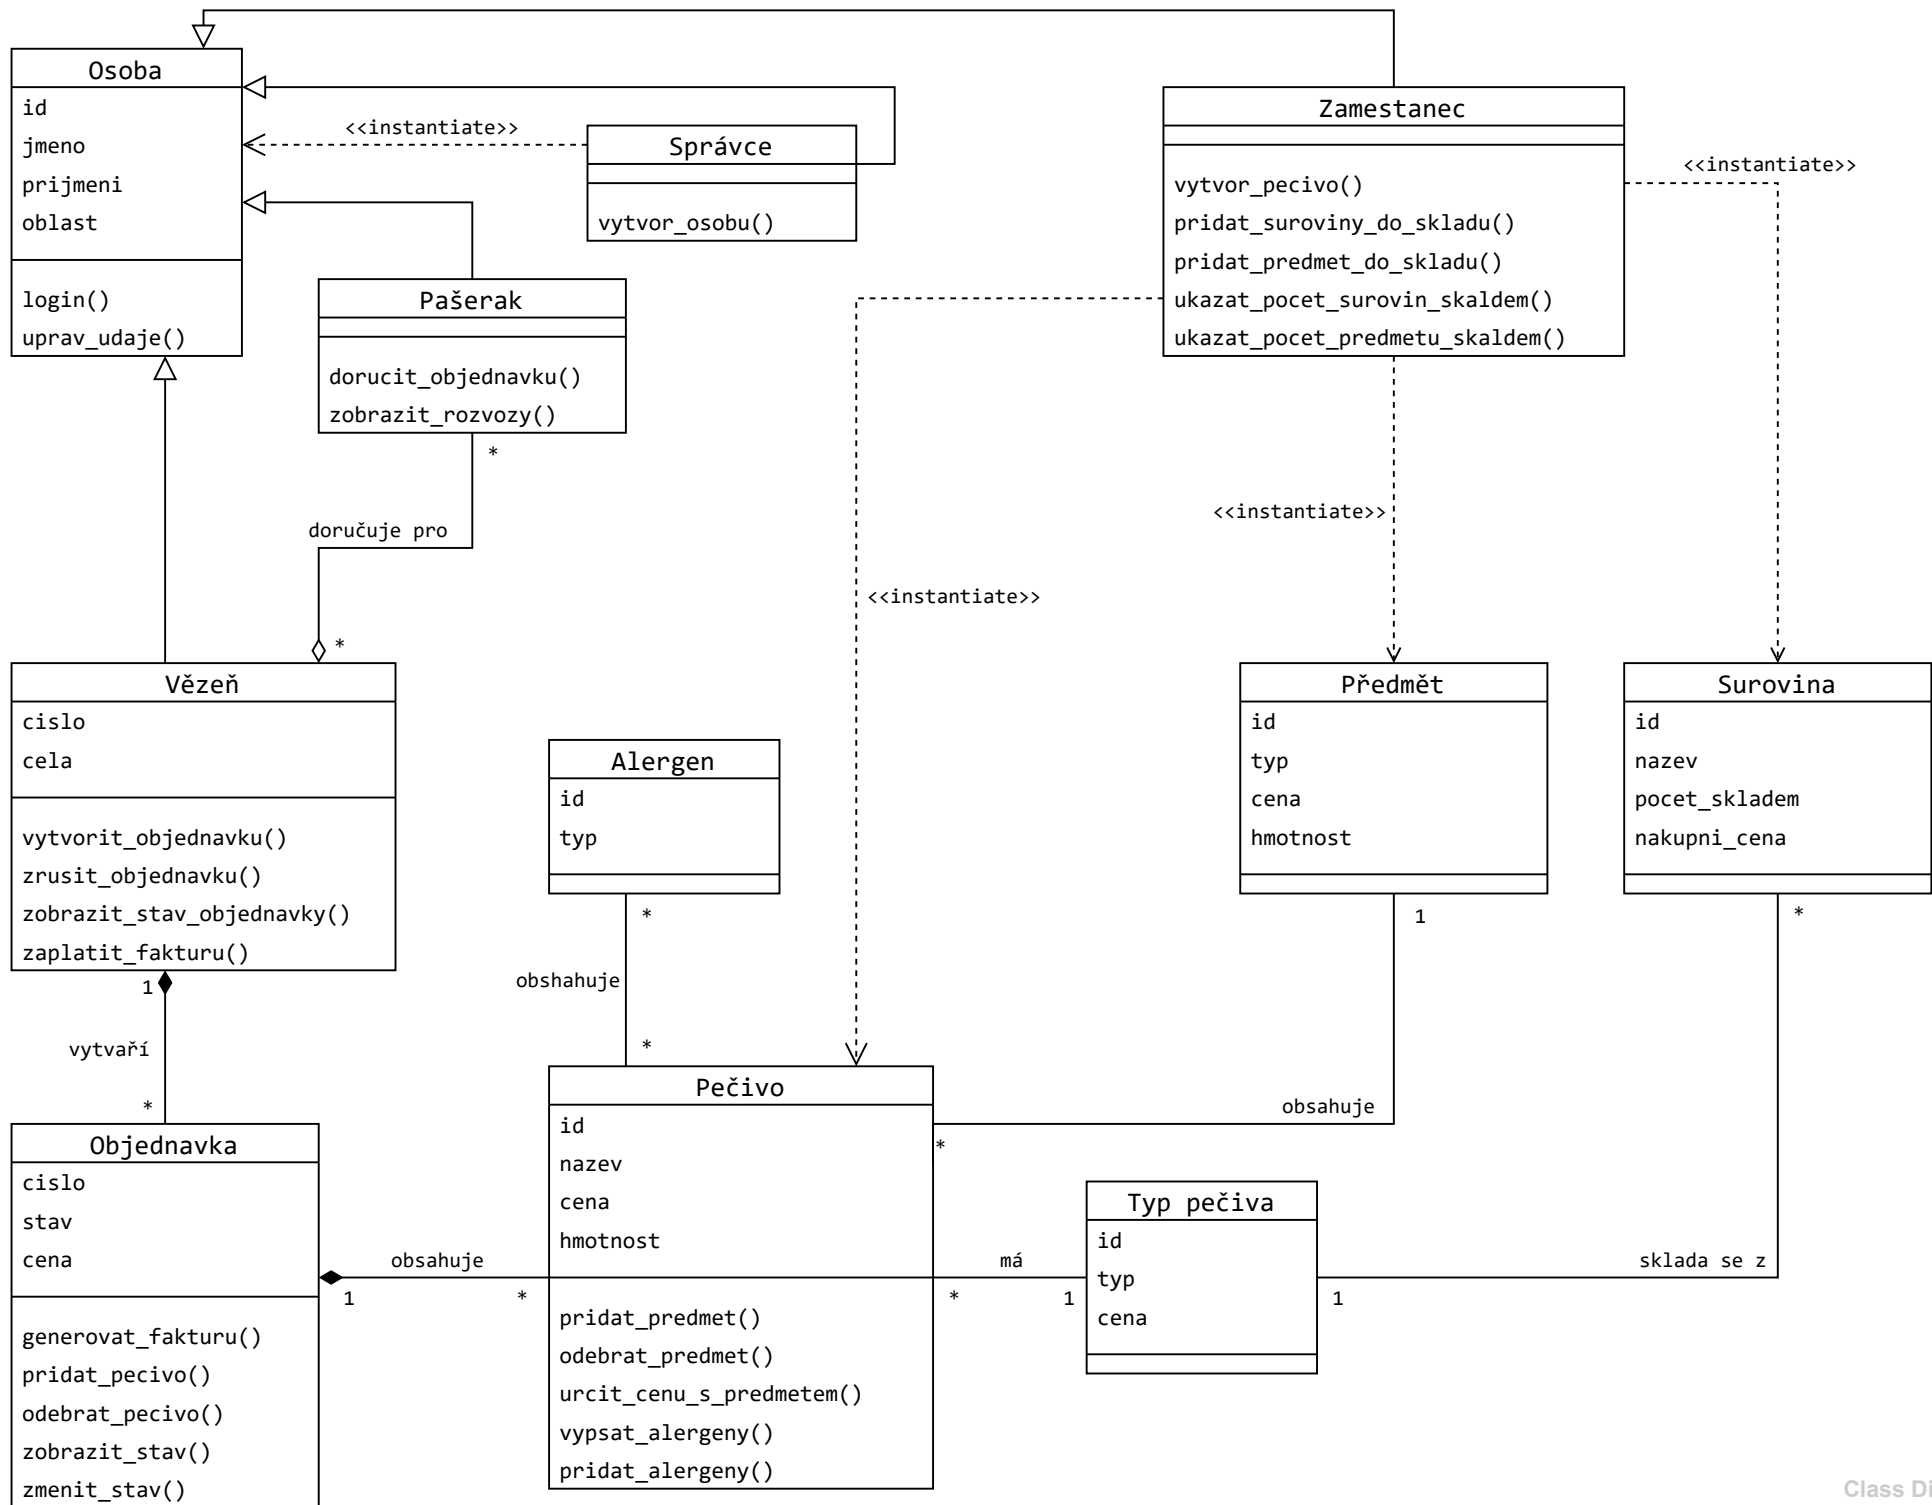 Osoba
id
jmeno
prijmeni
oblast
login()
uprav_udaje()
<<instantiate>>
Správce
vytvor_osobu()
Zamestanec
vytvor_pecivo()
pridat_suroviny_do_skladu()
pridat_predmet_do_skladu()
ukazat_pocet_surovin_skaldem()
ukazat_pocet_predmetu_skaldem()
<<instantiate>>
Pašerak
dorucit_objednavku()
zobrazit_rozvozy()
*
doručuje pro
*
<<instantiate>>
<<instantiate>>
Vězeň
cislo
cela
vytvorit_objednavku()
zrusit_objednavku()
zobrazit_stav_objednavky()
zaplatit_fakturu()
1
vytvaří
*
Alergen
id
typ
*
obshahuje
*
Předmět
id
typ
cena
hmotnost
1
obsahuje
*
Surovina
id
nazev
pocet_skladem
nakupni_cena
*
sklada se z
1
Objednavka
cislo
stav
cena
generovat_fakturu()
pridat_pecivo()
odebrat_pecivo()
zobrazit_stav()
zmenit_stav()
obsahuje
1
*
Pečivo
id
nazev
cena
hmotnost
pridat_predmet()
odebrat_predmet()
urcit_cenu_s_predmetem()
vypsat_alergeny()
pridat_alergeny()
má
*
1
Typ pečiva
id
typ
cena
Class Di